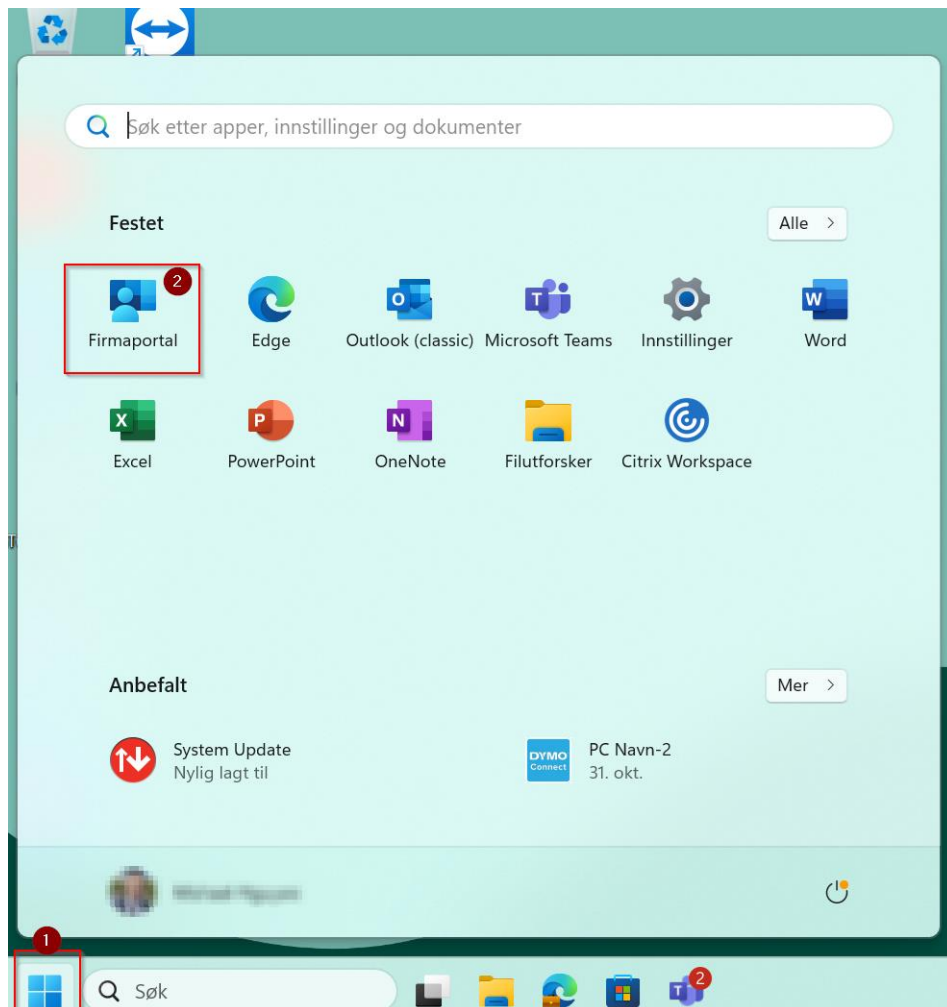 Søk etter apper, innstillinger og dokumenter
Festet
Alle
2
Firmaportal
Edge
Outlook (classic)
Microsoft Teams
Innstillinger
Word
Excel
PowerPoint
OneNote
Filutforsker
Citrix Workspace
Anbefalt
Mer
System Update
Nylig lagt til
DYMO
Connect
PC Navn-2
31. okt.
1
Søk
2